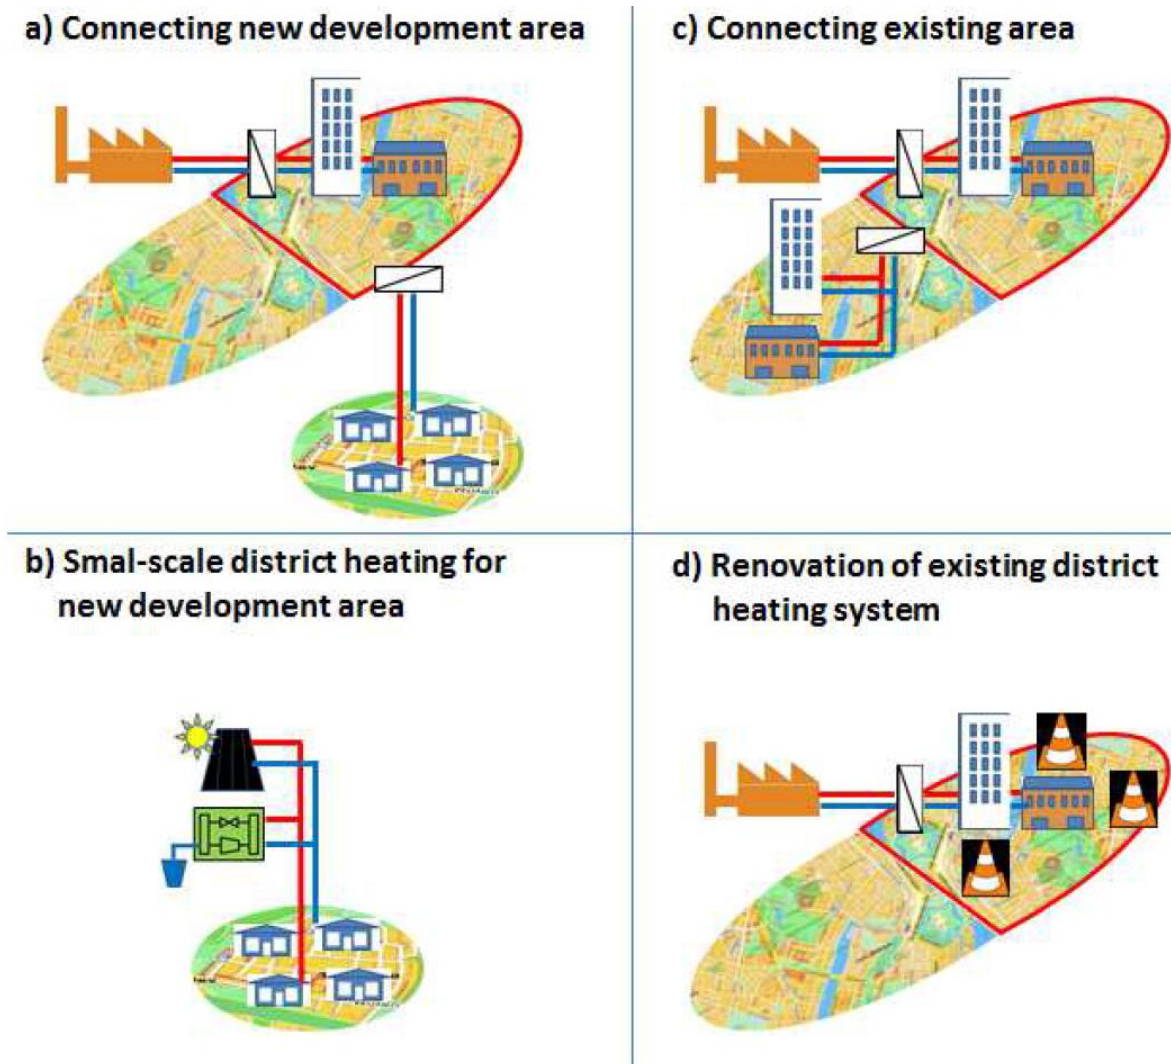 a) Connecting new development area
c) Connecting existing area
b) Smal-scale district heating for
new development area
d) Renovation of existing district
heating system